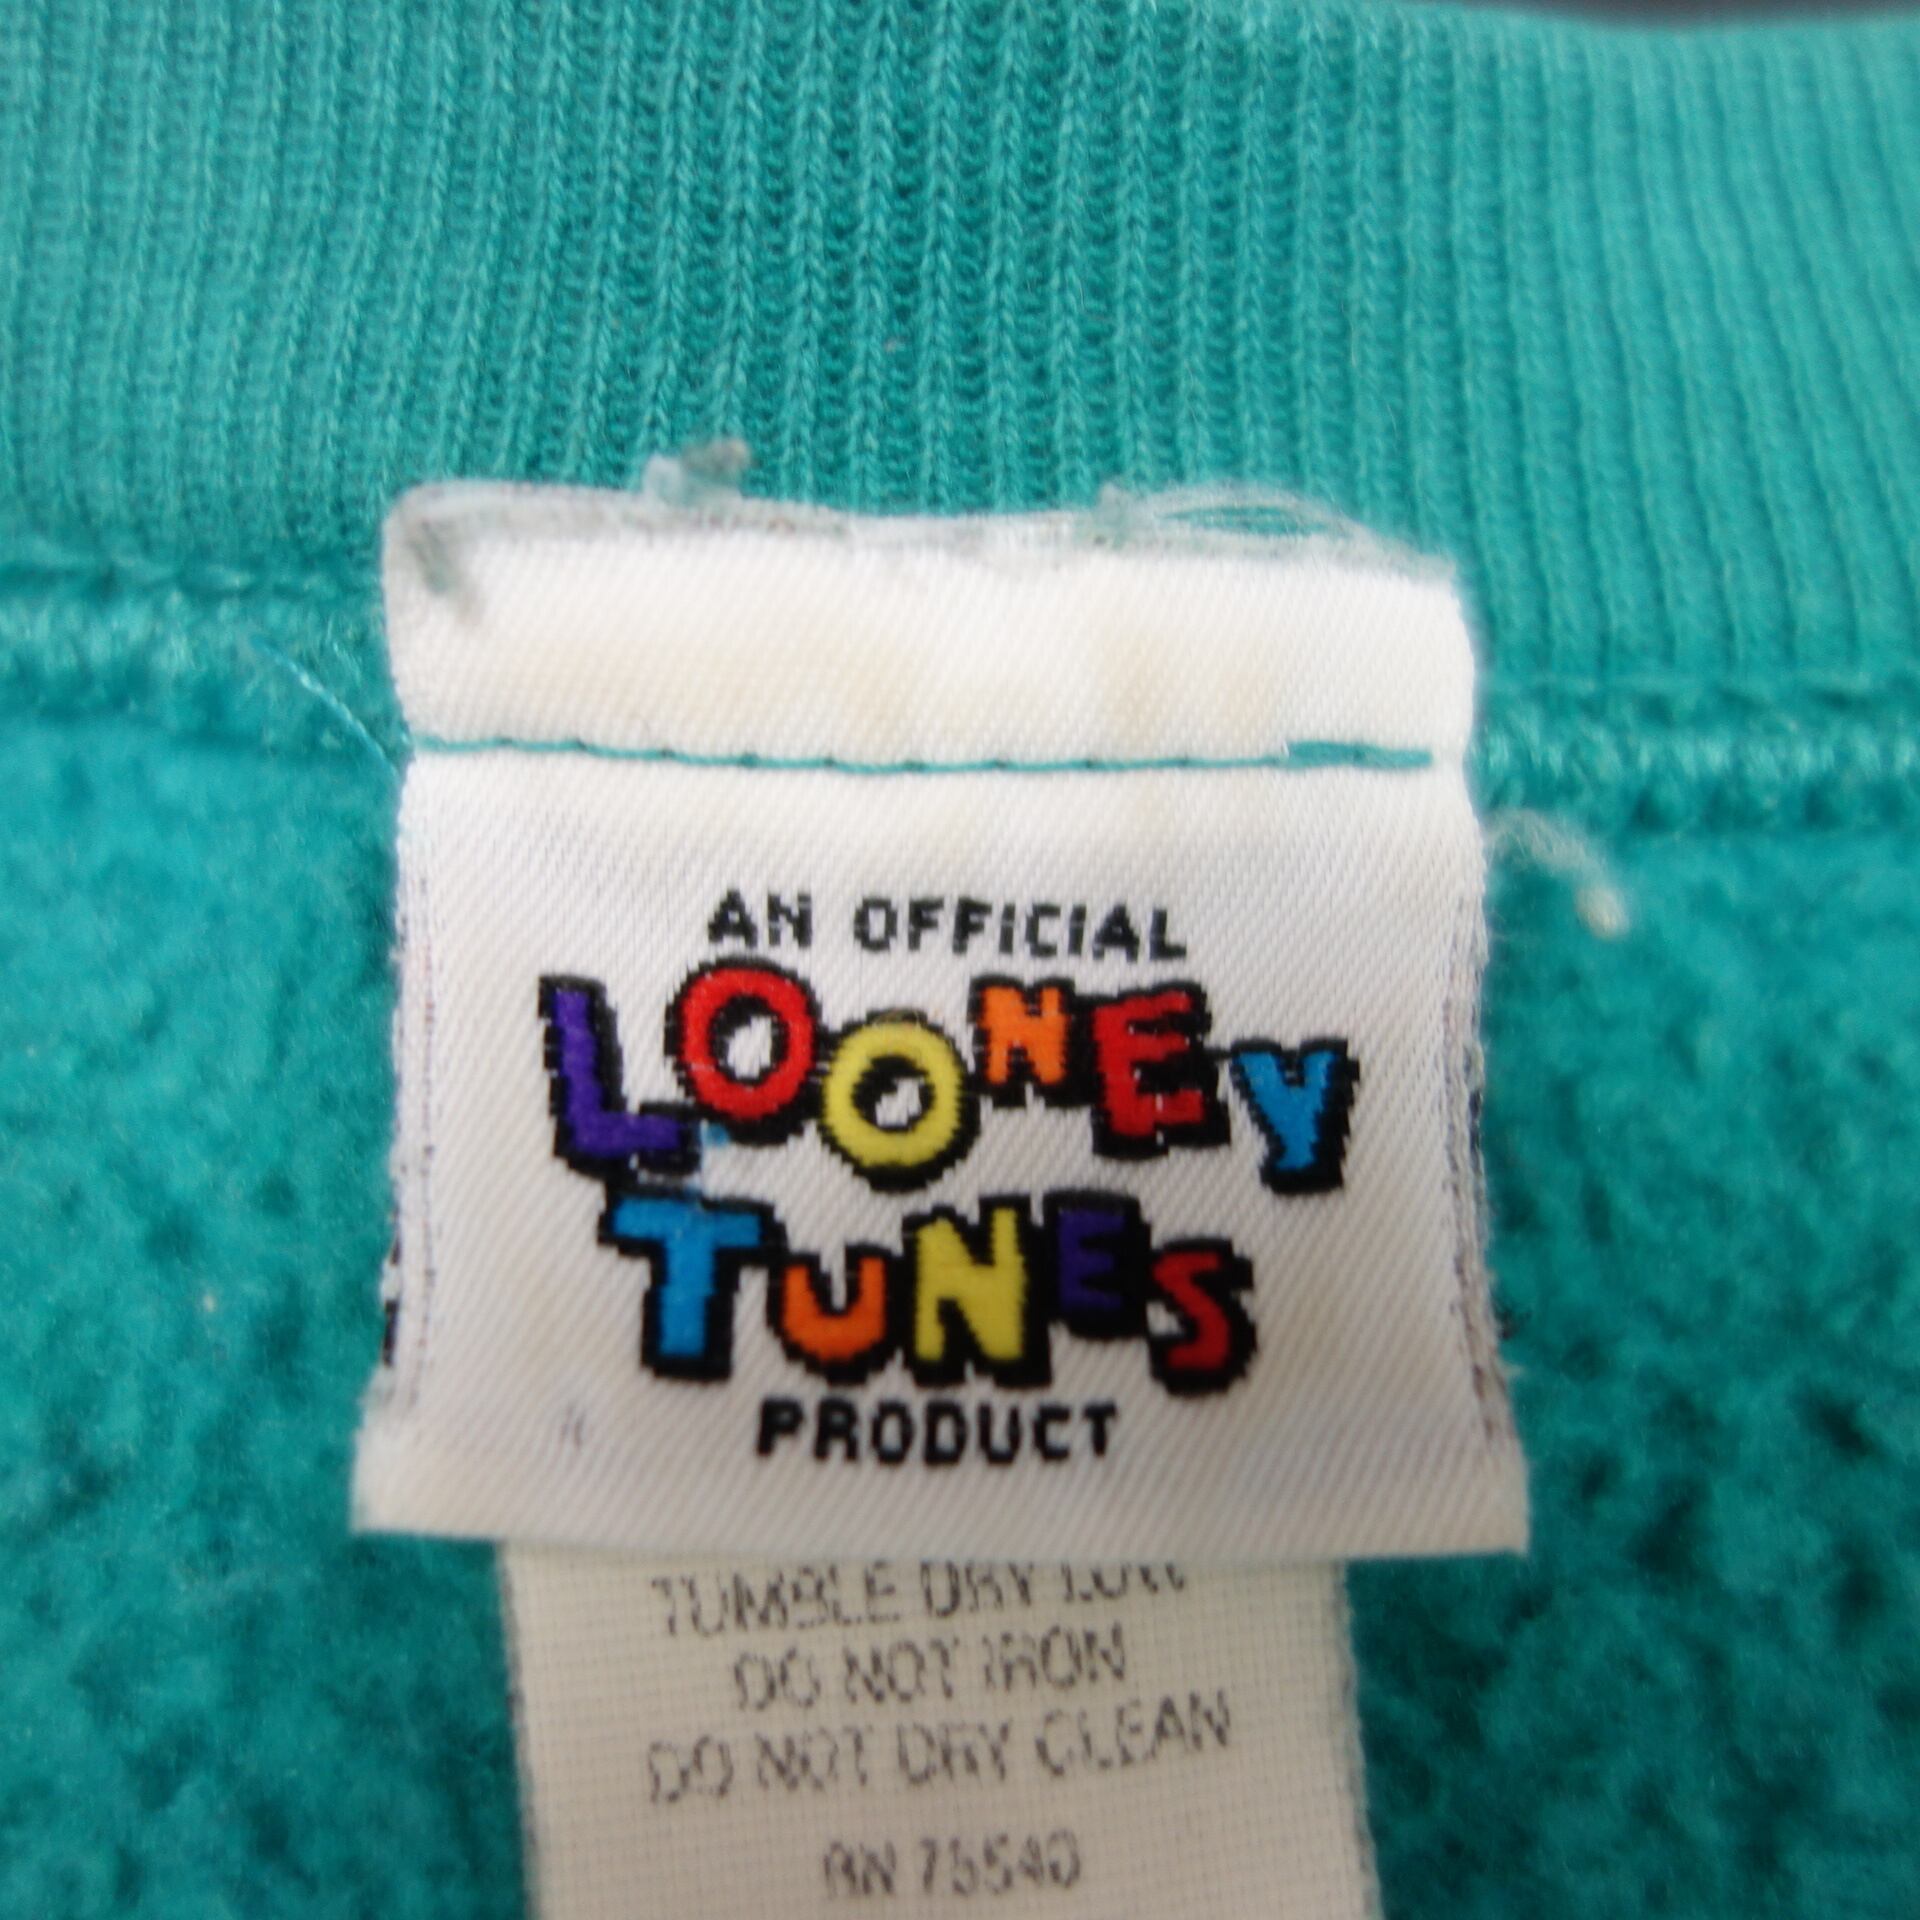 AN OFFICIAL
LOONEY
TUNES
PRODUCT
TUMBLE DRY LOW
DO NOT IRON
DO NOT DRY CLEAN
RN 75540